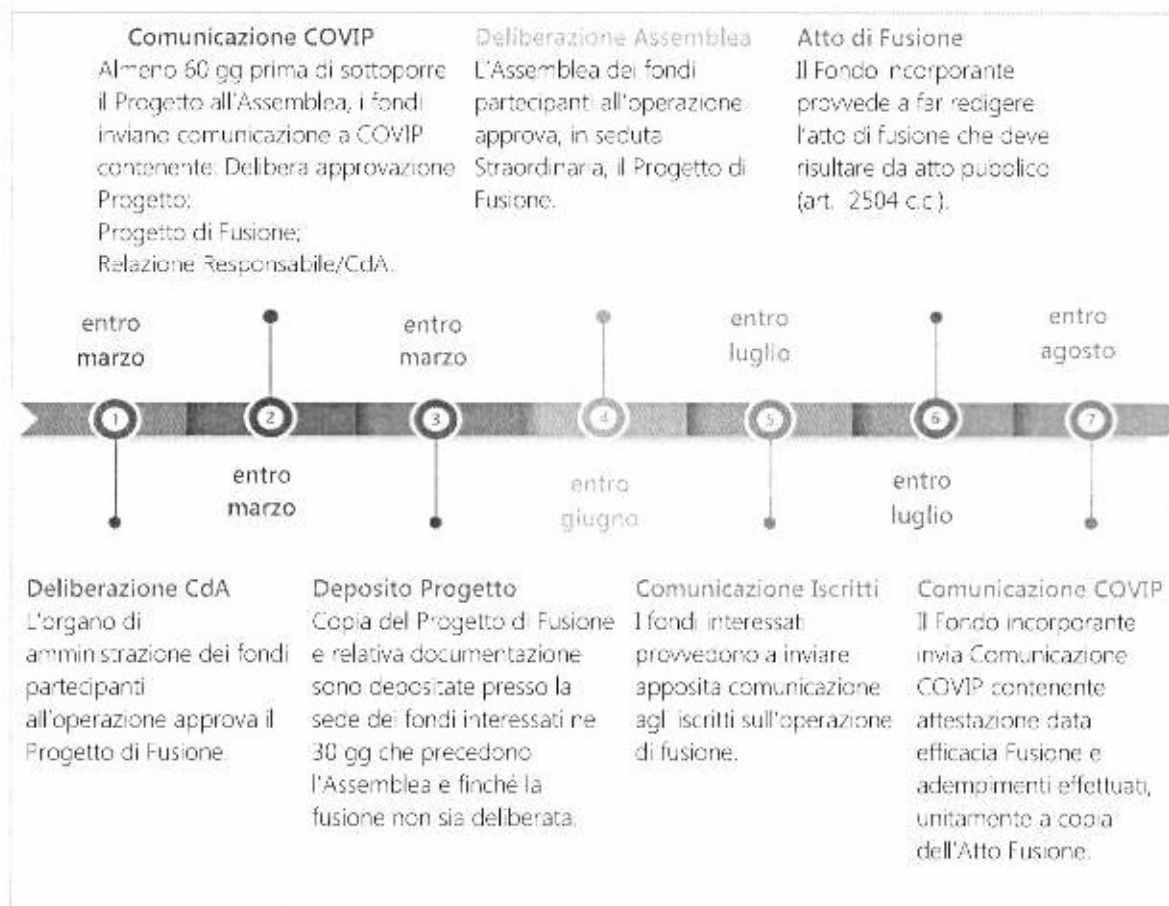 Comunicazione COVIP
Almeno 60 gg prima di sottoporre
il Progetto all'Assemblea, i fondi
inviano comunicazione a COVIP
contenente: Delibera approvazione
Progetto;
Progetto di Fusione;
Relazione Responsabile/CdA.
Deliberazione Assemblea
L'Assemblea dei fondi
partecipanti all'operazione
approva, in seduta
Straordinaria, il Progetto di
Fusione.
Atto di Fusione
Il Fondo incorporante
provvede a far redigere
l'atto di fusione che deve
risultare da atto pubblico
(art. 2504 c.c.).
entro
marzo
entro
marzo
entro
luglio
entro
agosto
1
2
3
4
5
6
7
entro
marzo
entro
giugno
entro
luglio
Deliberazione CdA
L'organo di
amministrazione dei fondi
partecipanti
all'operazione approva il
Progetto di Fusione.
Deposito Progetto
Copia del Progetto di Fusione
e relativa documentazione
sono depositate presso la
sede dei fondi interessati ne
30 gg che precedono
l'Assemblea e finché la
fusione non sia deliberata.
Comunicazione Iscritti
I fondi interessati
provvedono a inviare
apposita comunicazione
agli iscritti sull'operazione
di fusione.
Comunicazione COVIP
Il Fondo incorporante
invia Comunicazione
COVIP contenente
attestazione data
efficacia Fusione e
adempimenti effettuati,
unitamente a copia
dell'Atto Fusione.